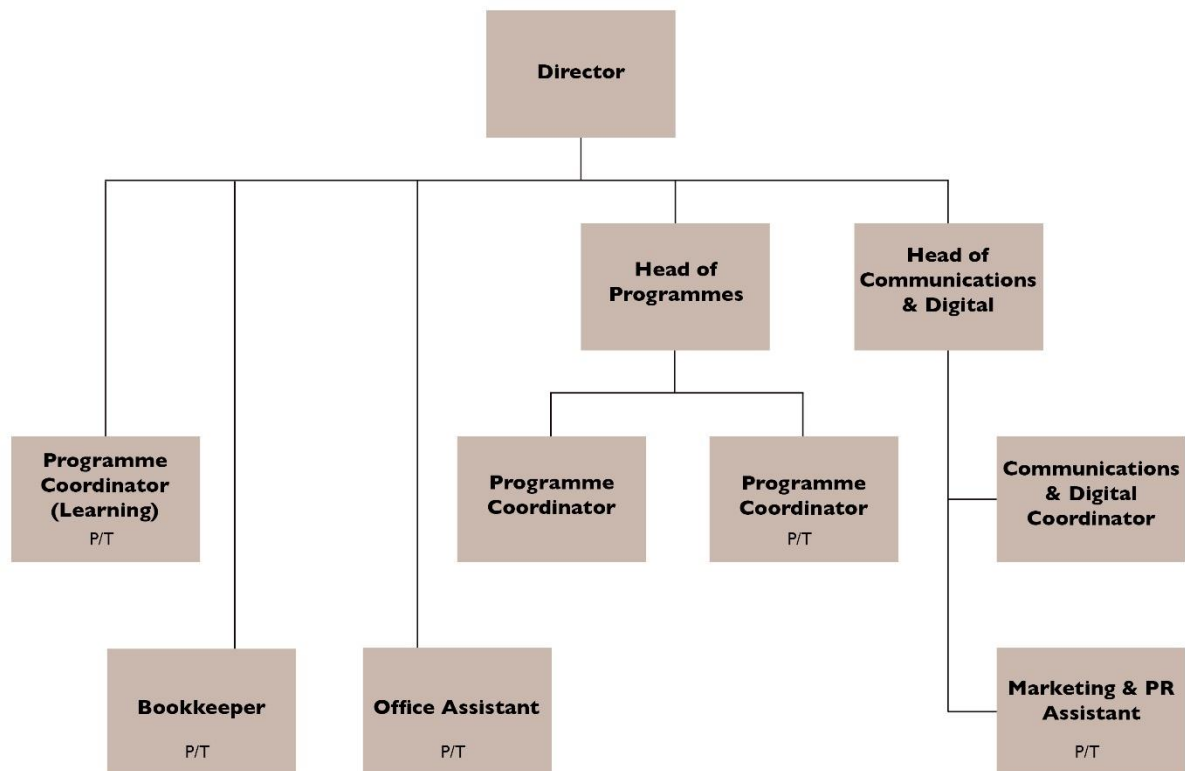 Director
Head of
Programmes
Head of
Communications
& Digital
Programme
Coordinator
(Learning)
P/T
Programme
Coordinator
Programme
Coordinator
P/T
Communications
& Digital
Coordinator
Bookkeeper
P/T
Office Assistant
P/T
Marketing & PR
Assistant
P/T